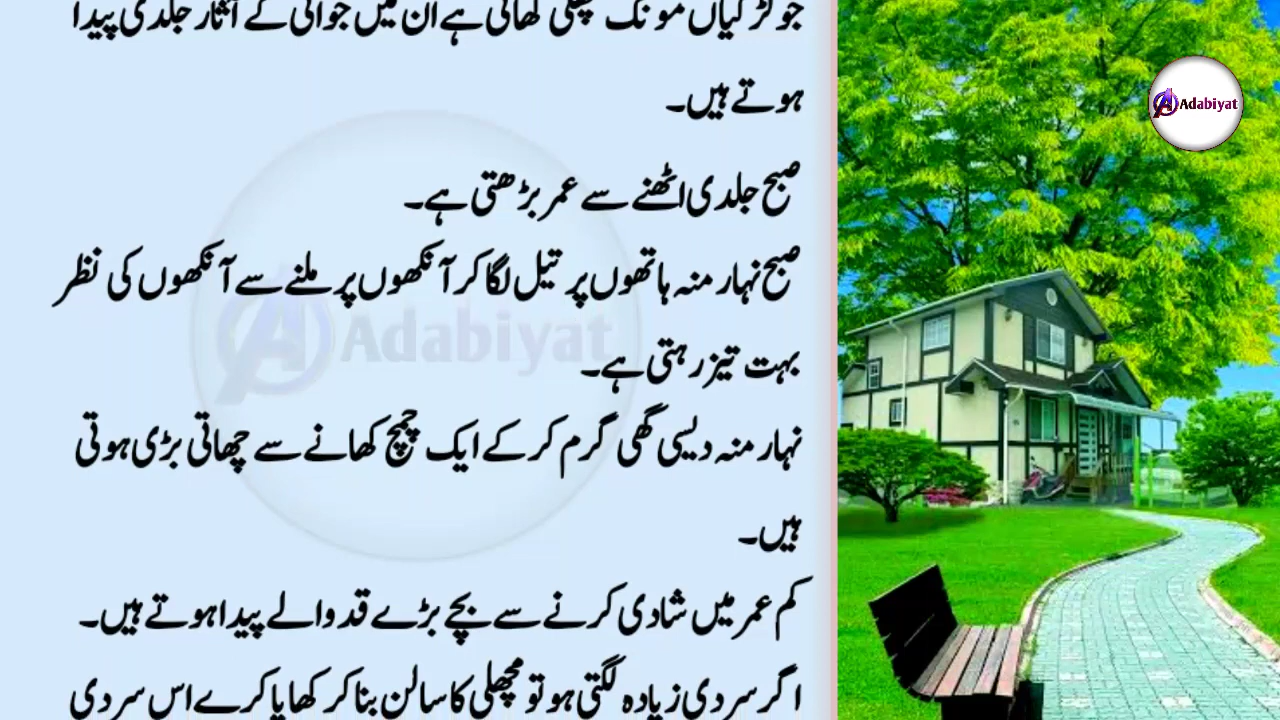 جو لڑکیاں مونگ پھلی کھاتی ہے ان میں جوانی کے آثار جلدی پیدا
ہوتے ہیں۔
صبح جلدی اٹھنے سے عمر بڑھتی ہے۔
صبح نہار منہ ہاتھوں پر تیل لگا کر آنکھوں پر ملنے سے آنکھوں کی نظر
بہت تیز رہتی ہے۔
نہار منہ دیسی گھی گرم کر کے ایک چمچ کھانے سے چھاتی بڑی ہوتی
ہیں۔
کم عمر میں شادی کرنے سے بچے بڑے قد والے پیدا ہوتے ہیں۔
اگر سردی زیادہ لگتی ہو تو مچھلی کا سالن بنا کر کھایا کرے اس سردی
Adabiyat
Adabiyat